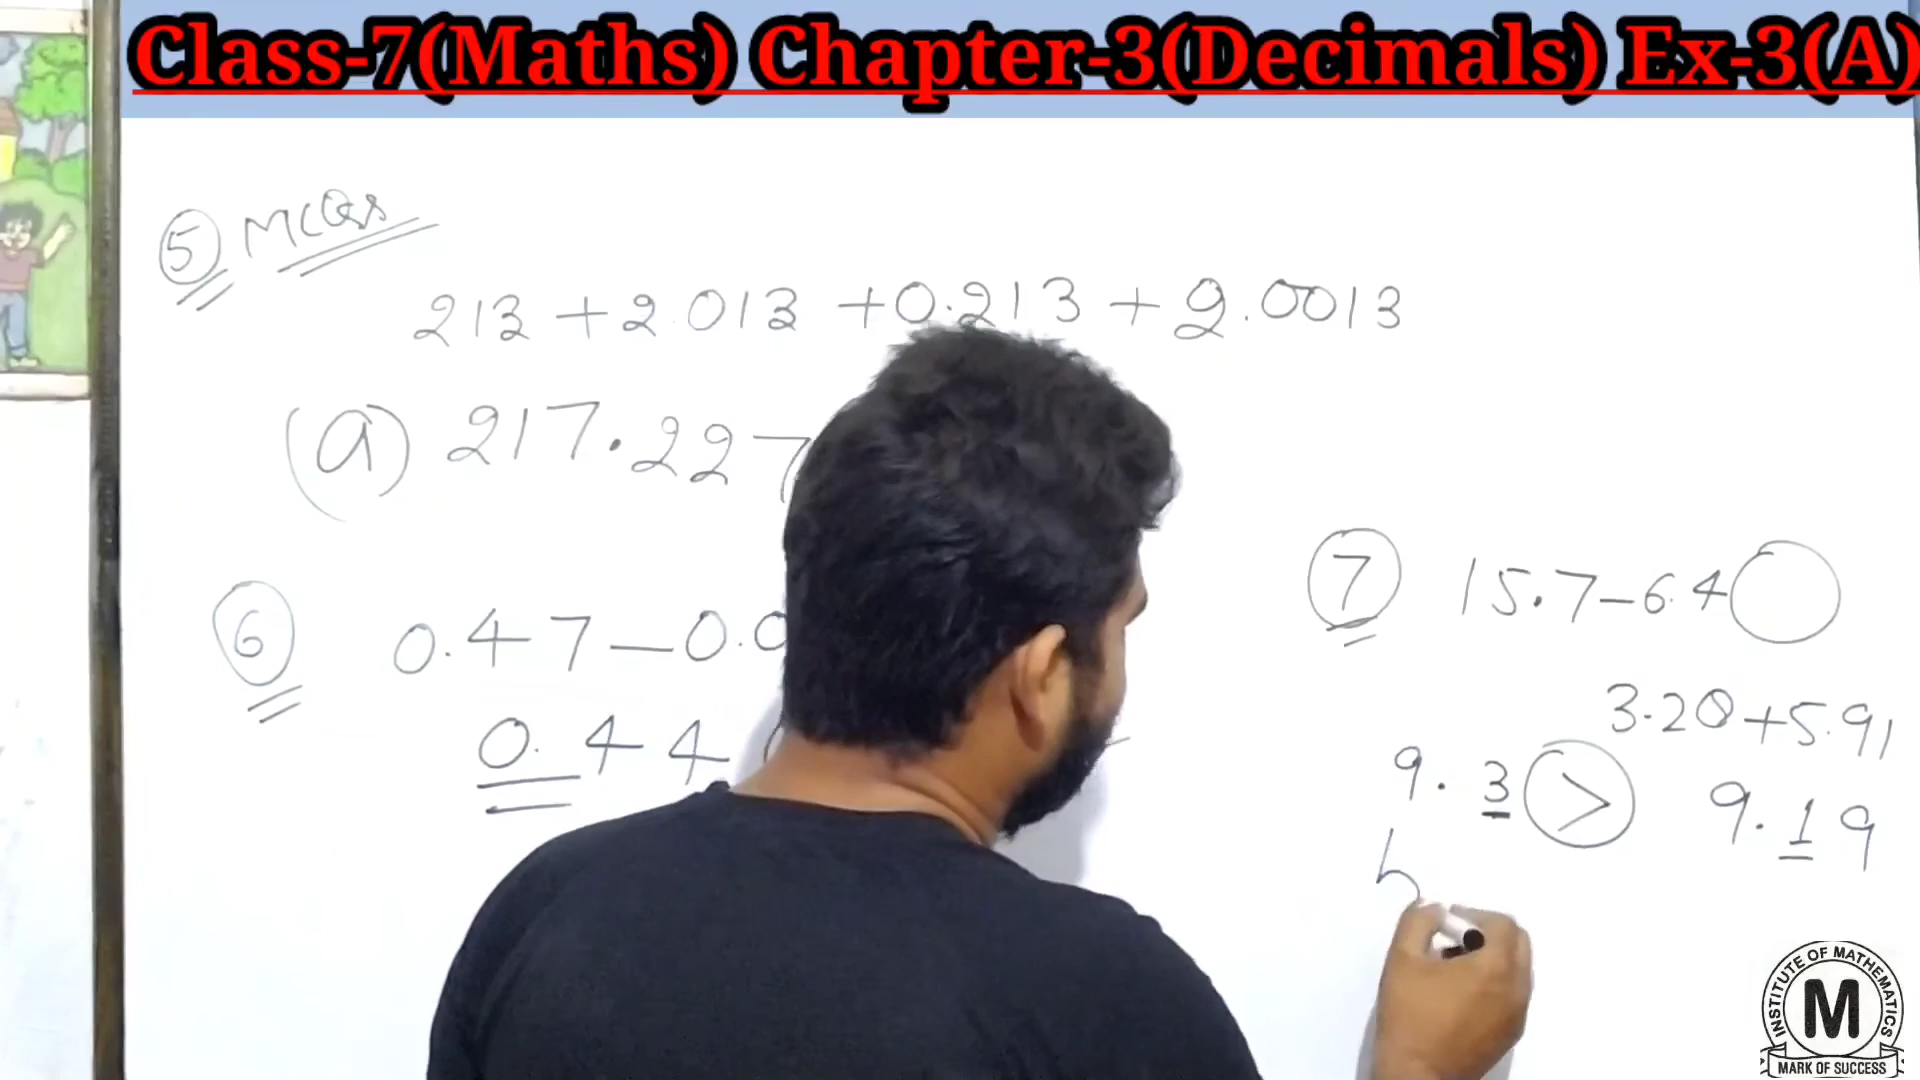 Class-7(Maths) Chapter-3(Decimals) Ex-3(A)
5 MCQs
213 + 2.013 + 0.213 + 2.0013
(a) 217.227
6 0.47 - 0.0
0.44
7 15.7 - 6.4
3.28 + 5.91
9.3 > 9.19
INSTITUTE OF MATHEMATICS
M
MARK OF SUCCESS